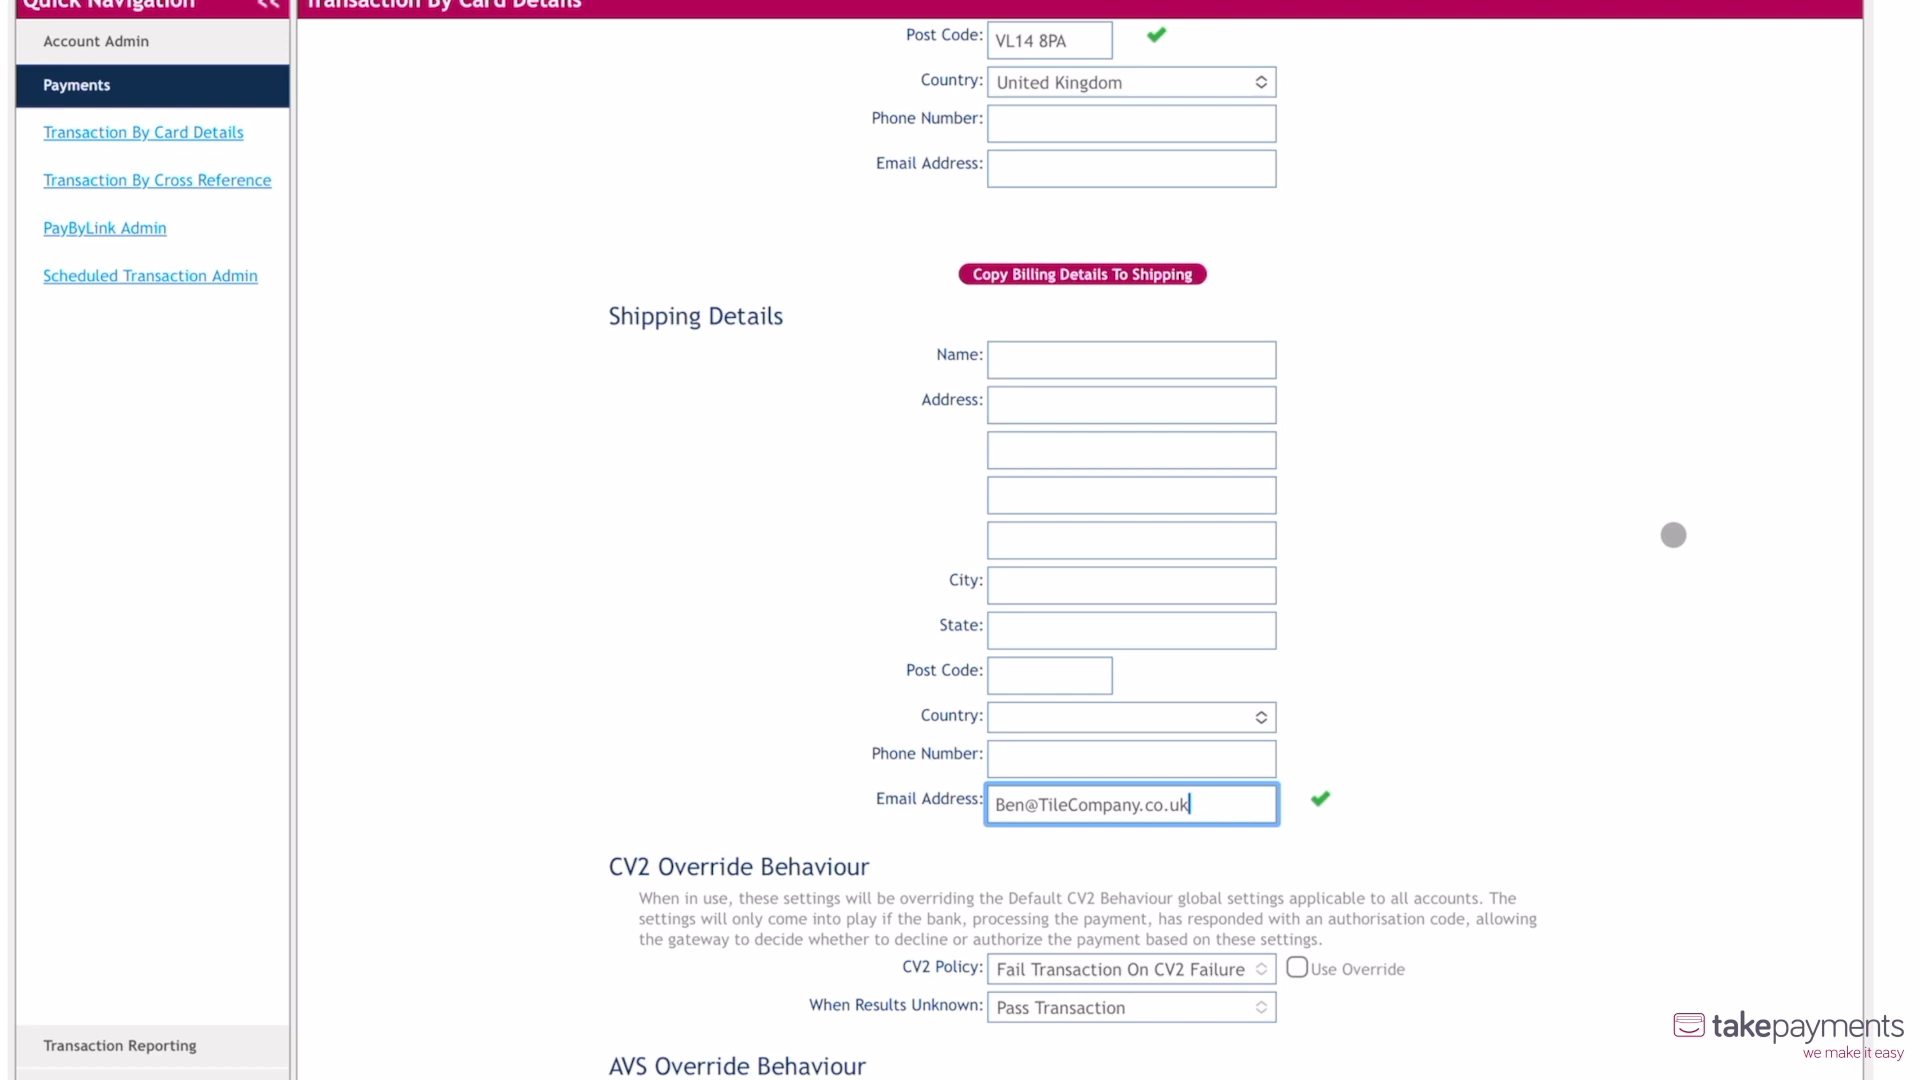 Quick Navigation <<
Transaction By Card Details
Account Admin
Payments
Transaction By Card Details
Transaction By Cross Reference
PayByLink Admin
Scheduled Transaction Admin
Transaction Reporting
Post Code: VL14 8PA
Country: United Kingdom
Phone Number:
Email Address:
Copy Billing Details To Shipping
Shipping Details
Name:
Address:
City:
State:
Post Code:
Country:
Phone Number:
Email Address: Ben@TileCompany.co.uk
CV2 Override Behaviour
When in use, these settings will be overriding the Default CV2 Behaviour global settings applicable to all accounts. The
settings will only come into play if the bank, processing the payment, has responded with an authorisation code, allowing
the gateway to decide whether to decline or authorize the payment based on these settings.
CV2 Policy: Fail Transaction On CV2 Failure Use Override
When Results Unknown: Pass Transaction
AVS Override Behaviour
takepayments
we make it easy